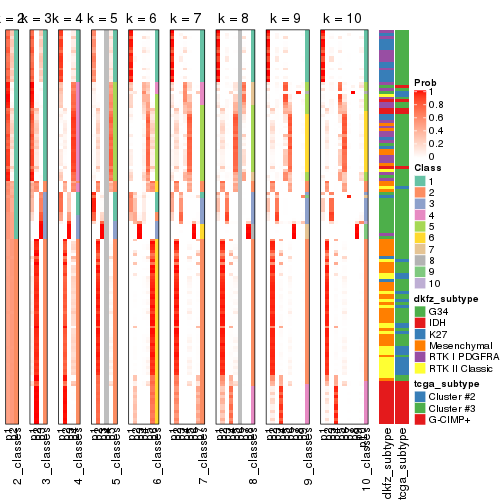 k = 2 k = 3 k = 4 k = 5 k = 6 k = 7 k = 8 k = 9 k = 10
Prob
1
0.8
0.6
0.4
0.2
0
Class
1
2
3
4
5
6
7
8
9
10
dkfz_subtype
G34
IDH
K27
Mesenchymal
RTK I PDGFRA
RTK II Classic
tcga_subtype
Cluster #2
Cluster #3
G-CIMP+
2_classes
3_classes
4_classes
5_classes
6_classes
7_classes
8_classes
9_classes
10_classes
dkfz_subtype
tcga_subtype